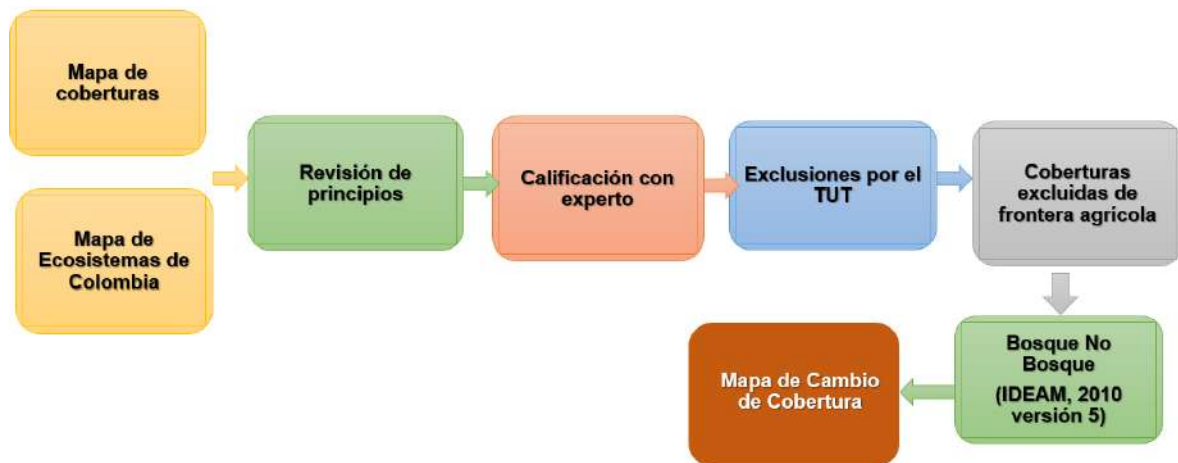 Mapa de
coberturas
Mapa de
Ecosistemas de
Colombia
Revisión de
principios
Calificación con
experto
Exclusiones por el
TUT
Coberturas
excluidas de
frontera agrícola
Bosque No
Bosque
(IDEAM, 2010
versión 5)
Mapa de Cambio
de Cobertura